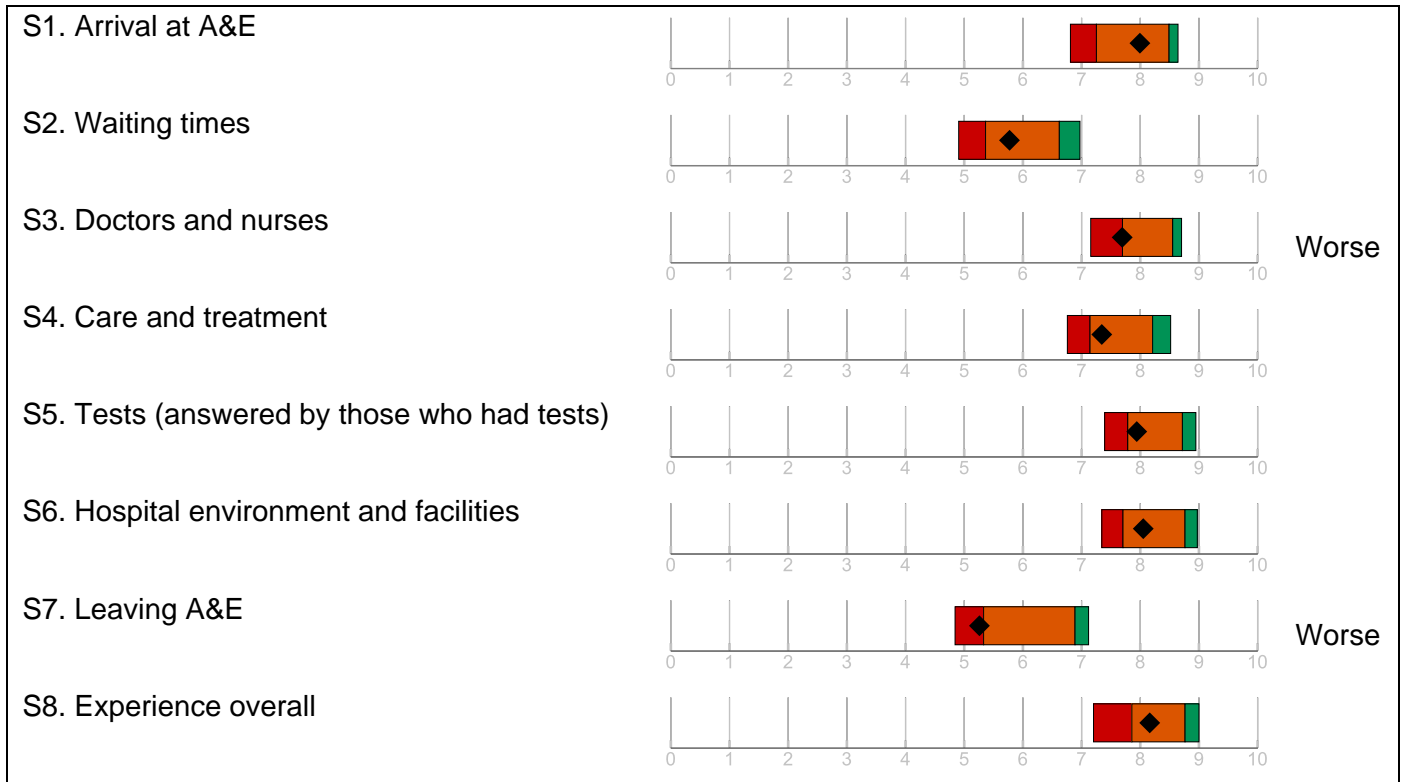 S1. Arrival at A&E
0 1 2 3 4 5 6 7 8 9 10
S2. Waiting times
0 1 2 3 4 5 6 7 8 9 10
S3. Doctors and nurses
Worse
0 1 2 3 4 5 6 7 8 9 10
S4. Care and treatment
0 1 2 3 4 5 6 7 8 9 10
S5. Tests (answered by those who had tests)
0 1 2 3 4 5 6 7 8 9 10
S6. Hospital environment and facilities
0 1 2 3 4 5 6 7 8 9 10
S7. Leaving A&E
Worse
0 1 2 3 4 5 6 7 8 9 10
S8. Experience overall
0 1 2 3 4 5 6 7 8 9 10